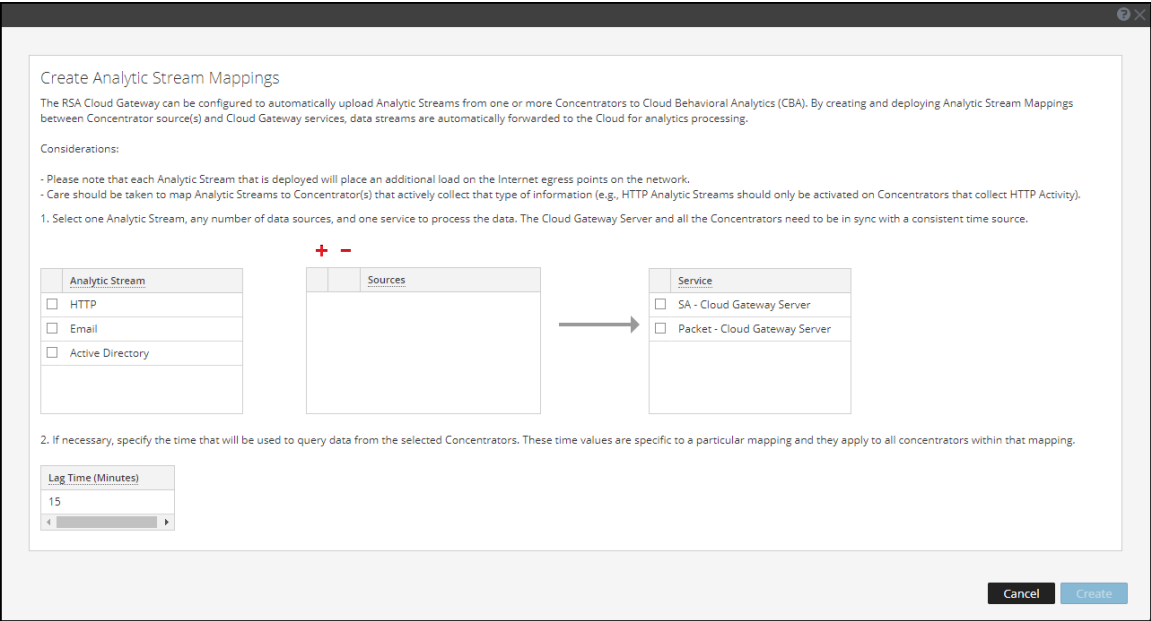 Create Analytic Stream Mappings
The RSA Cloud Gateway can be configured to automatically upload Analytic Streams from one or more Concentrators to Cloud Behavioral Analytics (CBA). By creating and deploying Analytic Stream Mappings
between Concentrator source(s) and Cloud Gateway services, data streams are automatically forwarded to the Cloud for analytics processing.
Considerations:
- Please note that each Analytic Stream that is deployed will place an additional load on the Internet egress points on the network.
- Care should be taken to map Analytic Streams to Concentrator(s) that actively collect that type of information (e.g., HTTP Analytic Streams should only be activated on Concentrators that collect HTTP Activity).
1. Select one Analytic Stream, any number of data sources, and one service to process the data. The Cloud Gateway Server and all the Concentrators need to be in sync with a consistent time source.
Analytic Stream
HTTP
Email
Active Directory
Sources
Service
SA - Cloud Gateway Server
Packet - Cloud Gateway Server
2. If necessary, specify the time that will be used to query data from the selected Concentrators. These time values are specific to a particular mapping and they apply to all concentrators within that mapping.
Lag Time (Minutes)
15
Cancel
Create